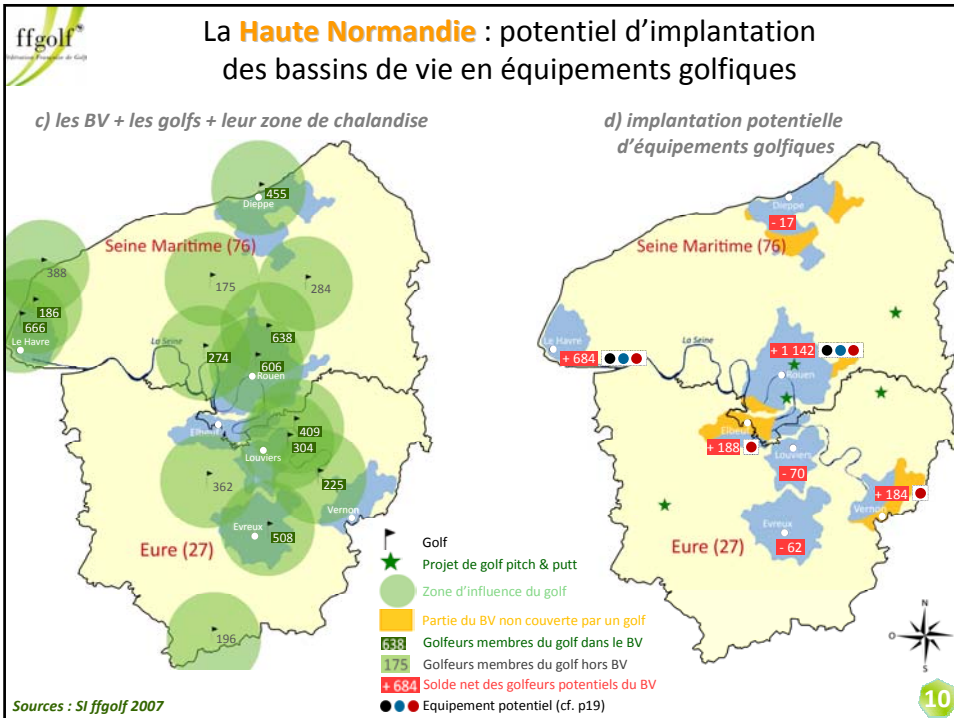 ffgolf
Fédération Française de Golf
La Haute Normandie : potentiel d'implantation
des bassins de vie en équipements golfiques
c) les BV + les golfs + leur zone de chalandise
455
Dieppe
Seine Maritime (76)
388
175
284
186
666
Le Havre
La Seine
638
274
606
Rouen
Elbeuf
409
304
Louviers
362
225
Vernon
Evreux
508
Eure (27)
196
d) implantation potentielle
d'équipements golfiques
Dieppe
- 17
Seine Maritime (76)
Le Havre
+ 684
La Seine
+ 1 142
Rouen
Elbeuf
+ 188
Louviers
- 70
+ 184
Vernon
Evreux
- 62
Eure (27)
Golf
Projet de golf pitch & putt
Zone d'influence du golf
Partie du BV non couverte par un golf
638 Golfeurs membres du golf dans le BV
175 Golfeurs membres du golf hors BV
+ 684 Solde net des golfeurs potentiels du BV
Equipement potentiel (cf. p19)
N
O
E
S
Sources : SI ffgolf 2007
10